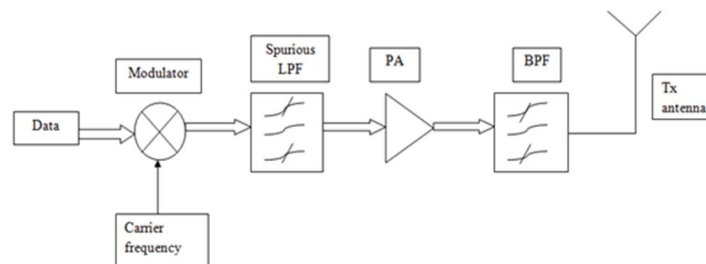 Spurious
LPF
PA
BPF
Modulator
Tx
antenna
Data
Carrier
frequency